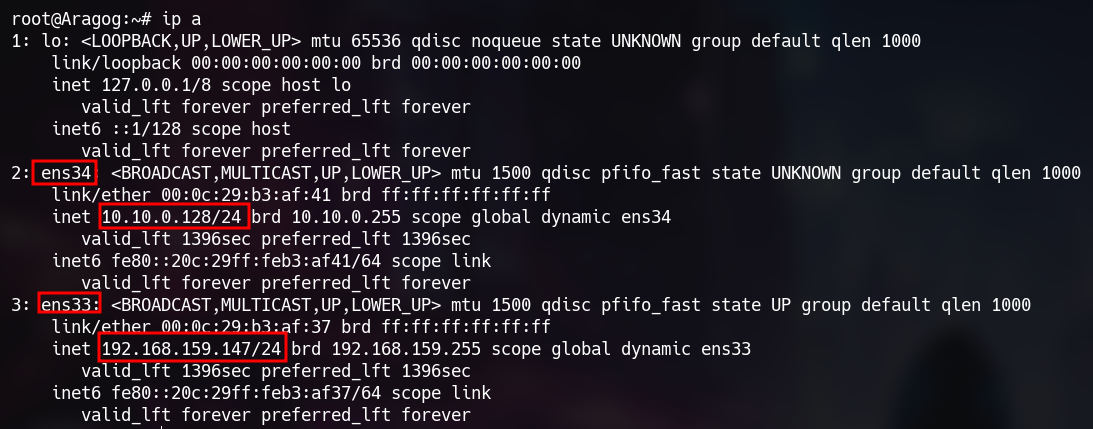 root@Aragog:~# ip a
1: lo: <LOOPBACK,UP,LOWER_UP> mtu 65536 qdisc noqueue state UNKNOWN group default qlen 1000
    link/loopback 00:00:00:00:00:00 brd 00:00:00:00:00:00
    inet 127.0.0.1/8 scope host lo
       valid_lft forever preferred_lft forever
    inet6 ::1/128 scope host
       valid_lft forever preferred_lft forever
2: ens34: <BROADCAST,MULTICAST,UP,LOWER_UP> mtu 1500 qdisc pfifo_fast state UNKNOWN group default qlen 1000
    link/ether 00:0c:29:b3:af:41 brd ff:ff:ff:ff:ff:ff
    inet 10.10.0.128/24 brd 10.10.0.255 scope global dynamic ens34
       valid_lft 1396sec preferred_lft 1396sec
    inet6 fe80::20c:29ff:feb3:af41/64 scope link
       valid_lft forever preferred_lft forever
3: ens33: <BROADCAST,MULTICAST,UP,LOWER_UP> mtu 1500 qdisc pfifo_fast state UP group default qlen 1000
    link/ether 00:0c:29:b3:af:37 brd ff:ff:ff:ff:ff:ff
    inet 192.168.159.147/24 brd 192.168.159.255 scope global dynamic ens33
       valid_lft 1396sec preferred_lft 1396sec
    inet6 fe80::20c:29ff:feb3:af37/64 scope link
       valid_lft forever preferred_lft forever